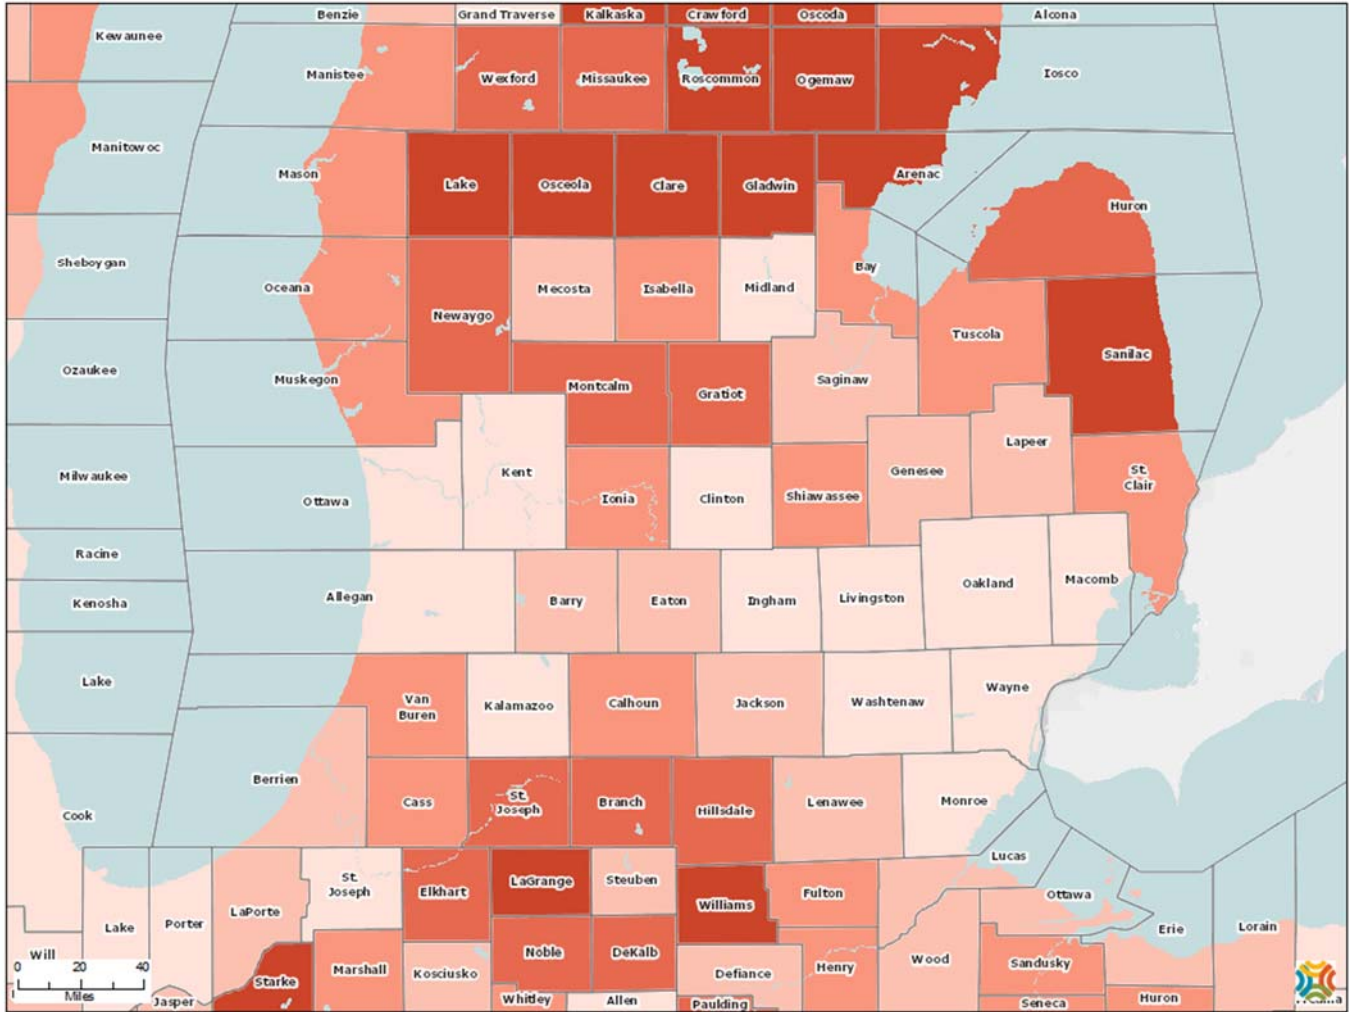 Benzie
Grand Traverse
Kalkaska
Crawford
Oscoda
Alcona
Kewaunee
Manistee
Wexford
Missaukee
Roscommon
Ogemaw
Iosco
Manitowoc
Mason
Lake
Osceola
Clare
Gladwin
Arenac
Huron
Sheboygan
Oceana
Newaygo
Mecosta
Isabella
Midland
Bay
Tuscola
Sanilac
Ozaukee
Muskegon
Montcalm
Gratiot
Saginaw
Milwaukee
Ottawa
Kent
Ionia
Clinton
Shiawassee
Genesee
Lapeer
St.
Clair
Racine
Kenosha
Allegan
Barry
Eaton
Ingham
Livingston
Oakland
Macomb
Lake
Van
Buren
Kalamazoo
Calhoun
Jackson
Washtenaw
Wayne
Cook
Berrien
Cass
St.
Joseph
Branch
Hillsdale
Lenawee
Monroe
Lucas
Lake
Porter
LaPorte
St.
Joseph
Elkhart
LaGrange
Steuben
Williams
Fulton
Ottawa
Erie
Lorain
Will
Starke
Marshall
Kosciusko
Noble
DeKalb
Defiance
Henry
Wood
Sandusky
0 20 40
Miles
Jasper
Whitley
Allen
Paulding
Seneca
Huron